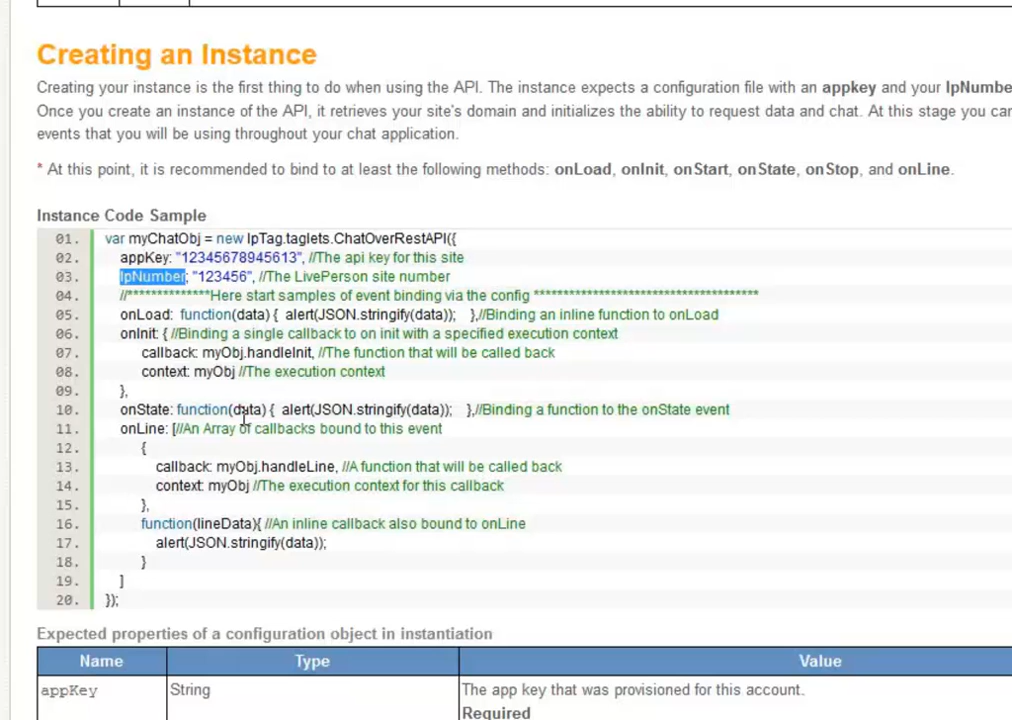 Creating an Instance
Creating your instance is the first thing to do when using the API. The instance expects a configuration file with an appkey and your lpNumbe
Once you create an instance of the API, it retrieves your site's domain and initializes the ability to request data and chat. At this stage you car
events that you will be using throughout your chat application.
* At this point, it is recommended to bind to at least the following methods: onLoad, onInit, onStart, onState, onStop, and onLine.
Instance Code Sample
01. var myChatObj = new lpTag.taglets.ChatOverRestAPI({
02. appKey: "12345678945613", //The api key for this site
03. lpNumber: "123456", //The LivePerson site number
04. //**************Here start samples of event binding via the config *************************************
05. onLoad: function(data) { alert(JSON.stringify(data)); },//Binding an inline function to onLoad
06. onInit: { //Binding a single callback to on init with a specified execution context
07. callback: myObj.handleInit, //The function that will be called back
08. context: myObj //The execution context
09. },
10. onState: function(data) { alert(JSON.stringify(data)); },//Binding a function to the onState event
11. onLine: [//An Array of callbacks bound to this event
12. {
13. callback: myObj.handleLine, //A function that will be called back
14. context: myObj //The execution context for this callback
15. },
16. function(lineData){ //An inline callback also bound to onLine
17. alert(JSON.stringify(data));
18. }
19. ]
20. });
Expected properties of a configuration object in instantiation
Name Type Value
appKey String The app key that was provisioned for this account.
Required